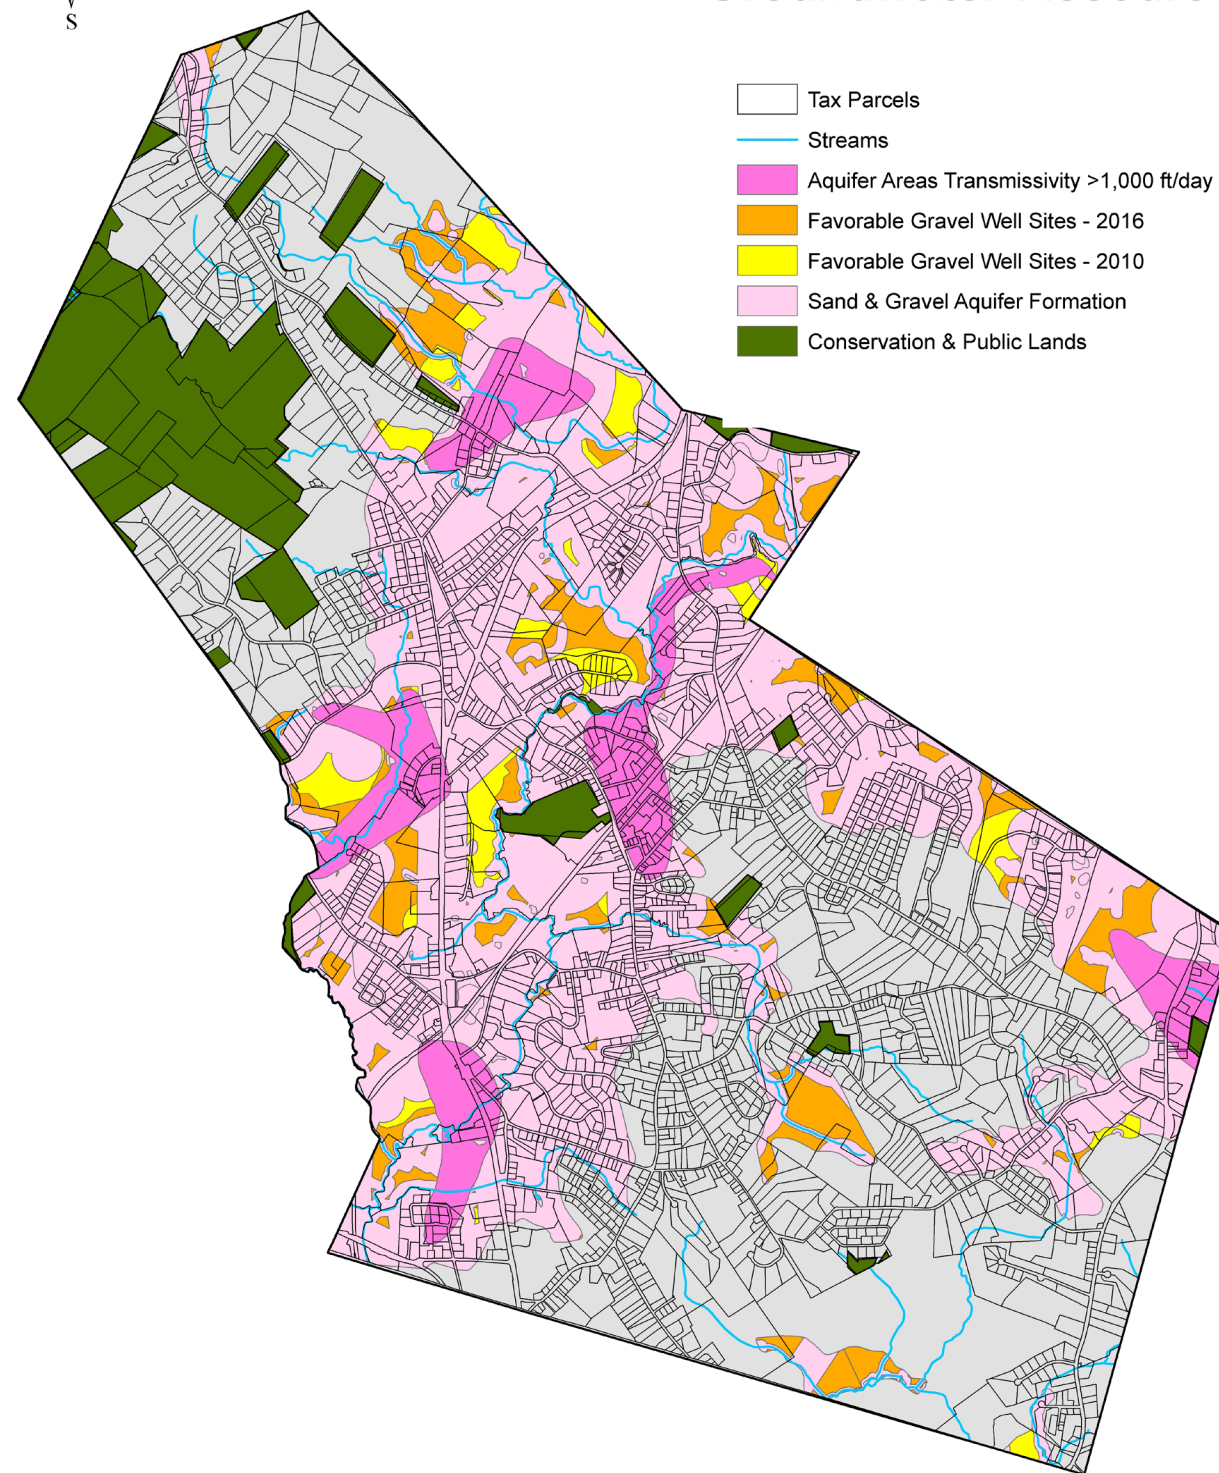 S
Tax Parcels
Streams
Aquifer Areas Transmissivity >1,000 ft/day
Favorable Gravel Well Sites - 2016
Favorable Gravel Well Sites - 2010
Sand & Gravel Aquifer Formation
Conservation & Public Lands